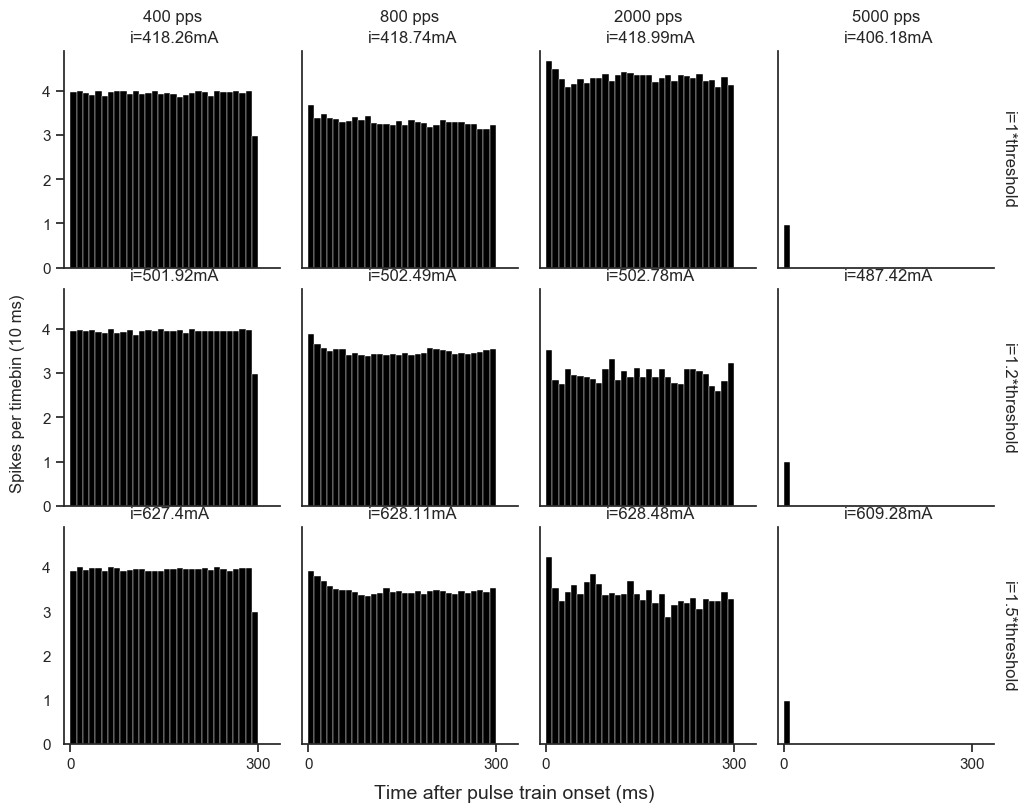 400 pps
i=418.26mA
800 pps
i=418.74mA
2000 pps
i=418.99mA
5000 pps
i=406.18mA
4
3
2
1
0
i=1*threshold
i=501.92mA
i=502.49mA
i=502.78mA
i=487.42mA
4
3
2
1
0
i=1.2*threshold
Spikes per timebin (10 ms)
i=627.4mA
i=628.11mA
i=628.48mA
i=609.28mA
4
3
2
1
0
i=1.5*threshold
0
300
0
300
0
300
0
300
Time after pulse train onset (ms)